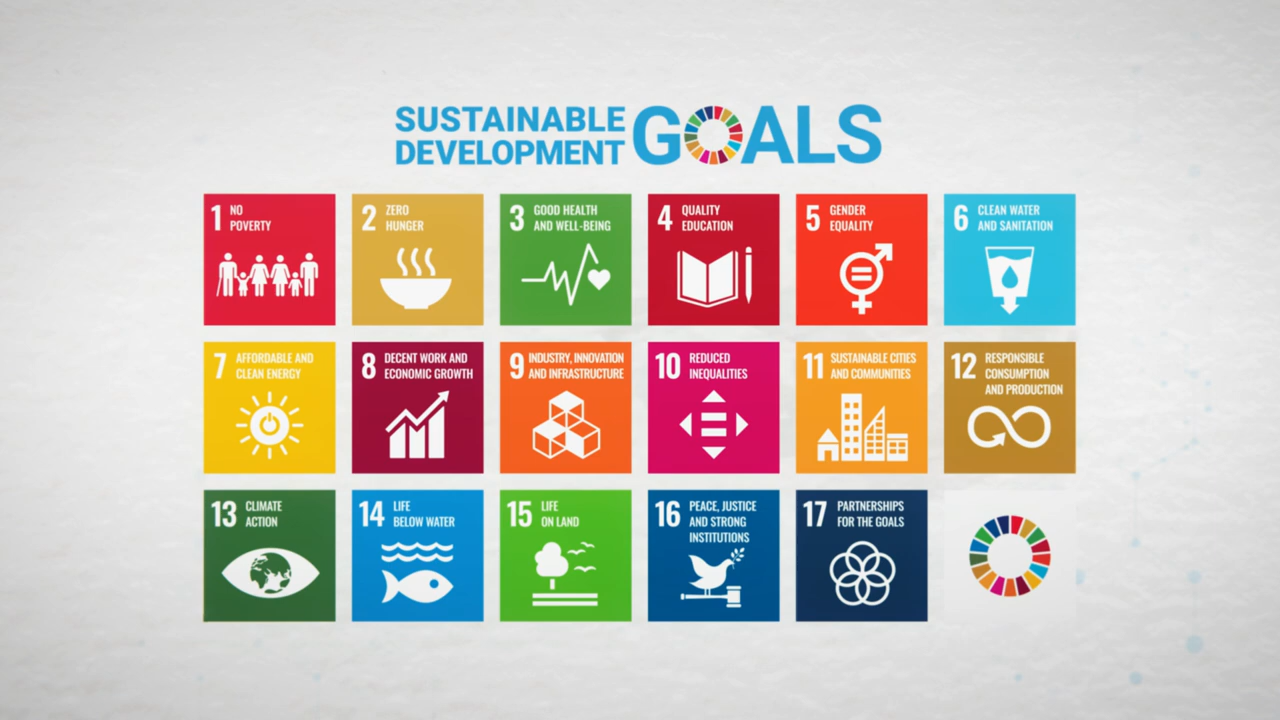 SUSTAINABLE
DEVELOPMENT
GOALS
1 NO
POVERTY
2 ZERO
HUNGER
3 GOOD HEALTH
AND WELL-BEING
4 QUALITY
EDUCATION
5 GENDER
EQUALITY
6 CLEAN WATER
AND SANITATION
7 AFFORDABLE AND
CLEAN ENERGY
8 DECENT WORK AND
ECONOMIC GROWTH
9 INDUSTRY, INNOVATION
AND INFRASTRUCTURE
10 REDUCED
INEQUALITIES
11 SUSTAINABLE CITIES
AND COMMUNITIES
12 RESPONSIBLE
CONSUMPTION
AND PRODUCTION
13 CLIMATE
ACTION
14 LIFE
BELOW WATER
15 LIFE
ON LAND
16 PEACE, JUSTICE
AND STRONG
INSTITUTIONS
17 PARTNERSHIPS
FOR THE GOALS